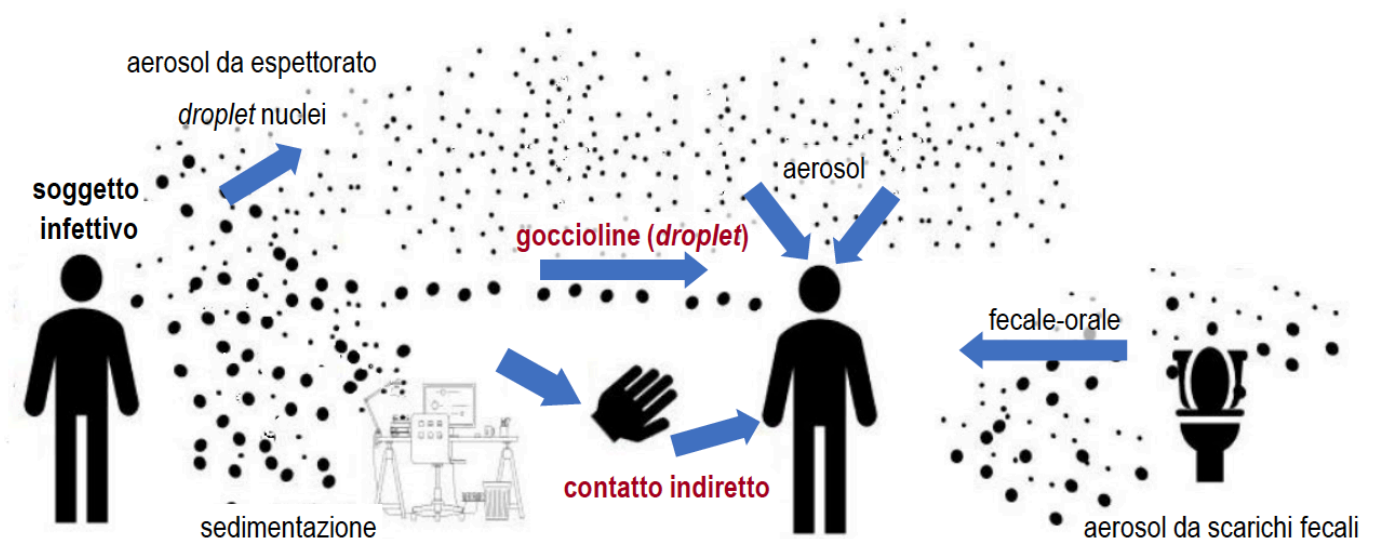 aerosol da espettorato
droplet nuclei
soggetto
infettivo
aerosol
goccioline (droplet)
fecale-orale
contatto indiretto
sedimentazione
aerosol da scarichi fecali